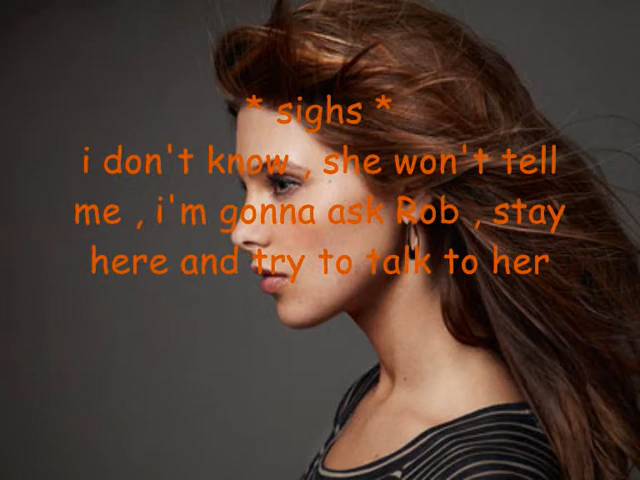 * sighs *
i don't know , she won't tell
me , i'm gonna ask Rob , stay
here and try to talk to her